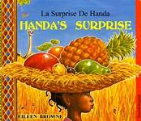 La Surprise De Handa
HANDA'S SURPRISE
EILEEN BROWNE